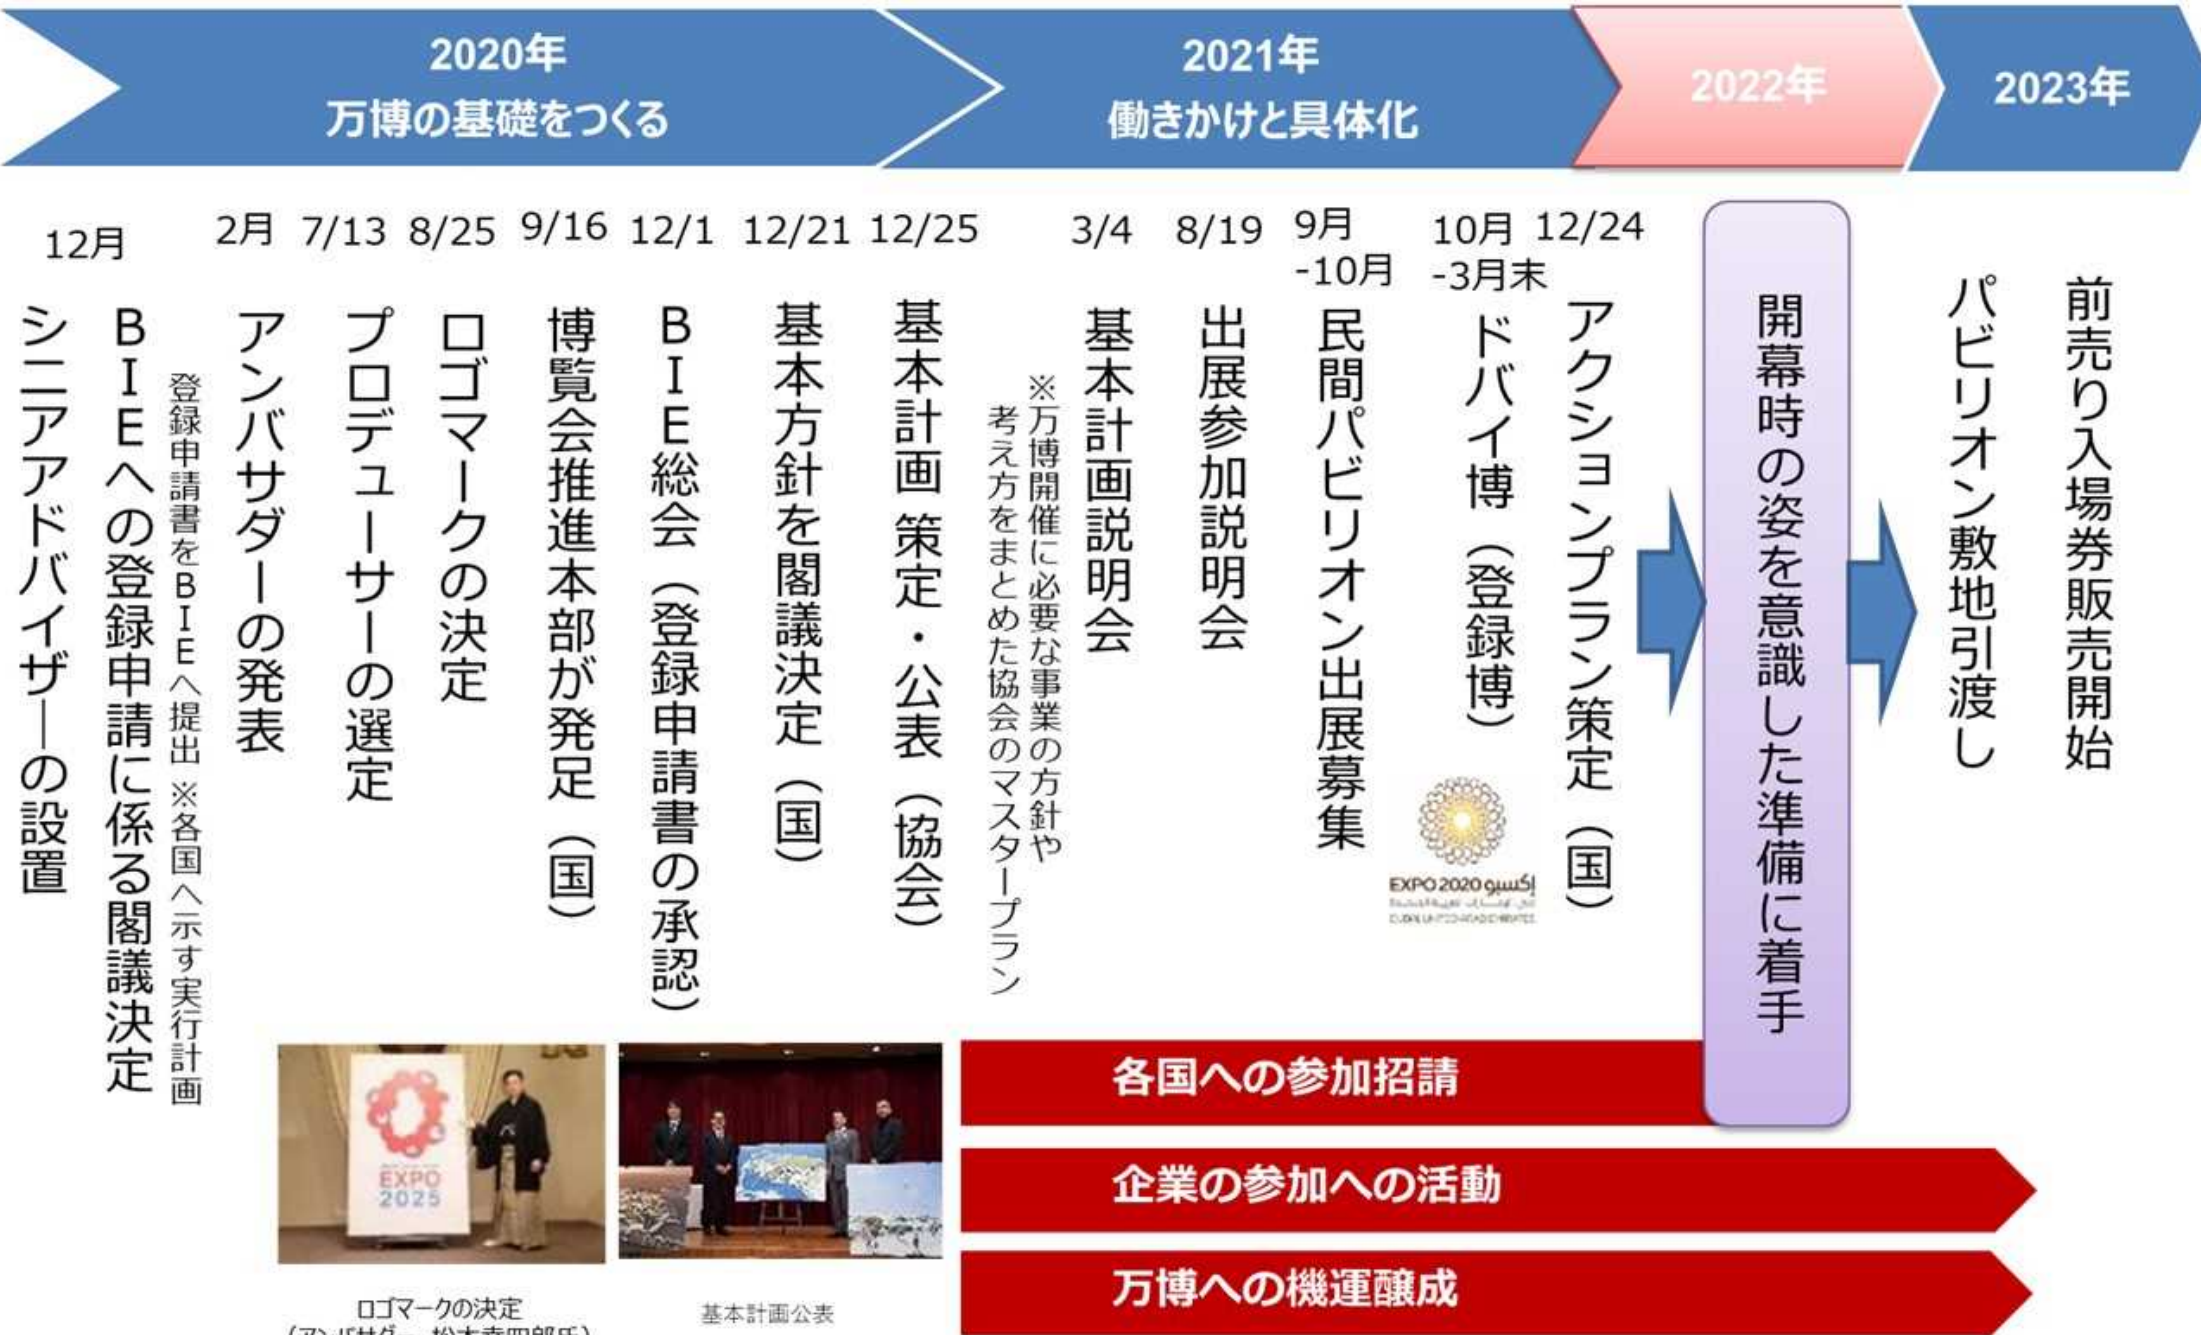 2020年
万博の基礎をつくる
2021年
働きかけと具体化
2022年
2023年
12月
シニアアドバイザーの設置
BIEへの登録申請に係る閣議決定
登録申請書をBIEへ提出 ※各国へ示す実行計画
2月
アンバサダーの発表
7/13
プロデューサーの選定
8/25
ロゴマークの決定
9/16
博覧会推進本部が発足（国）
12/1
BIE総会（登録申請書の承認）
12/21
基本方針を閣議決定（国）
12/25
基本計画 策定・公表（協会）
※万博開催に必要な事業の方針や
考え方をまとめた協会のマスタープラン
3/4
基本計画説明会
8/19
出展参加説明会
9月
-10月
民間パビリオン出展募集
10月
-3月末
ドバイ博（登録博）
EXPO 2020 إكسبو
12/24
アクションプラン策定（国）
開幕時の姿を意識した準備に着手
パビリオン敷地引渡し
前売り入場券販売開始
EXPO
2025
ロゴマークの決定
基本計画公表
各国への参加招請
企業の参加への活動
万博への機運醸成